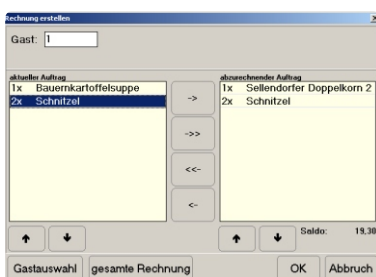 Rechnung erstellen
Gast: 1
aktueller Auftrag
1x Bauernkartoffelsuppe
2x Schnitzel
->
->>
<<-
<-
abzurechnender Auftrag
1x Sellendorfer Doppelkorn 2
2x Schnitzel
Saldo: 19,30
Gastauswahl
gesamte Rechnung
OK
Abbruch